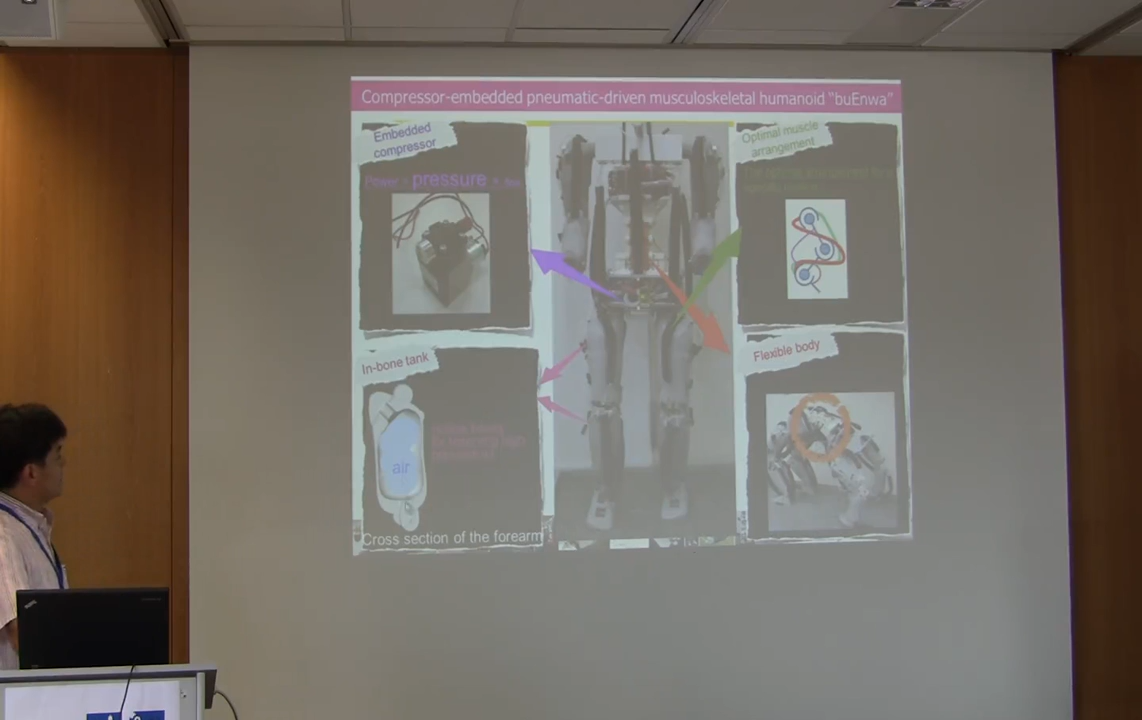 Compressor-embedded pneumatic-driven musculoskeletal humanoid "buEnwa"
Embedded
compressor
Power
pressure
Optimal muscle
arrangement
In-bone tank
air
Cross section of the forearm
Flexible body